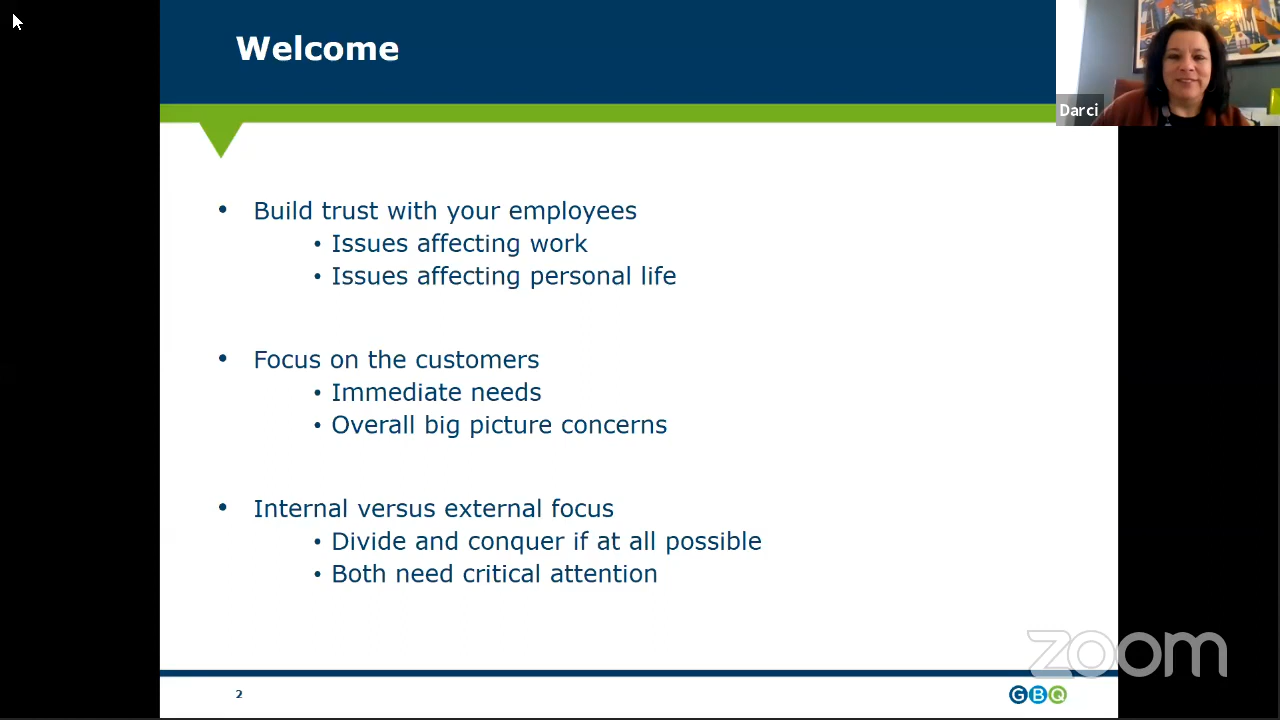 Welcome
Darci
• Build trust with your employees
• Issues affecting work
• Issues affecting personal life
• Focus on the customers
• Immediate needs
• Overall big picture concerns
• Internal versus external focus
• Divide and conquer if at all possible
• Both need critical attention
zoom
2
GBQ